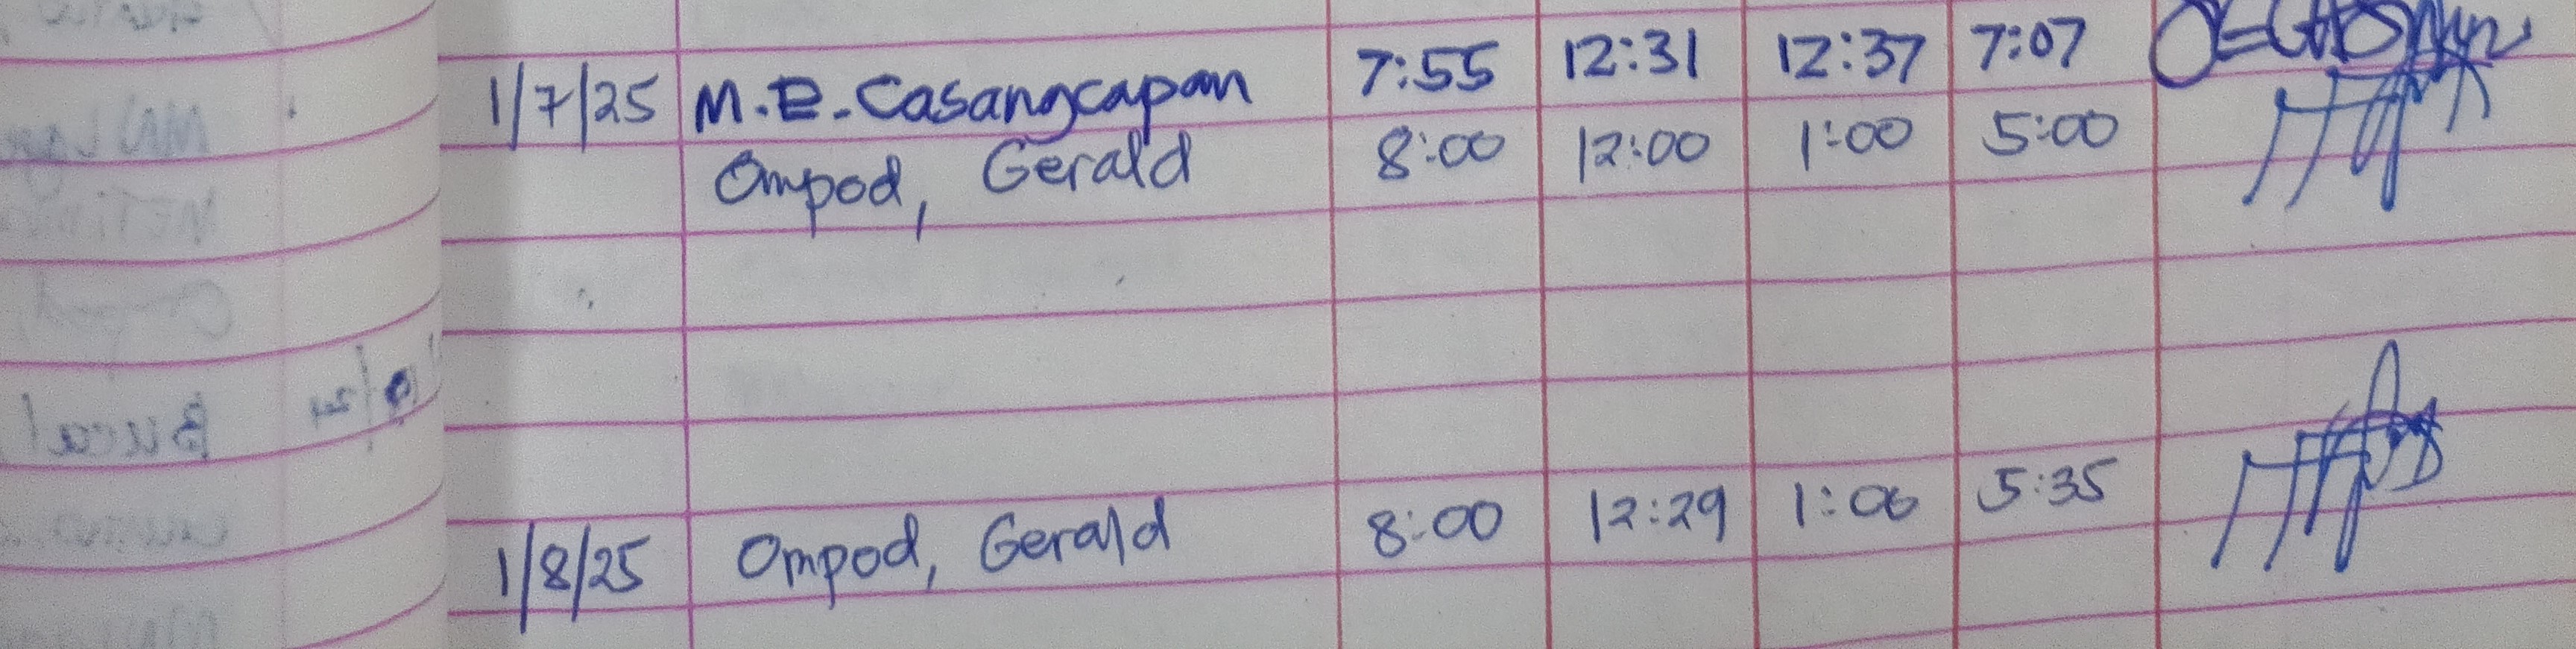 1/7/25 M.E. Casangcapan 7:55 12:31 12:37 7:07
Ompod, Gerald 8:00 12:00 1:00 5:00
1/8/25 Ompod, Gerald 8:00 12:29 1:00 5:35